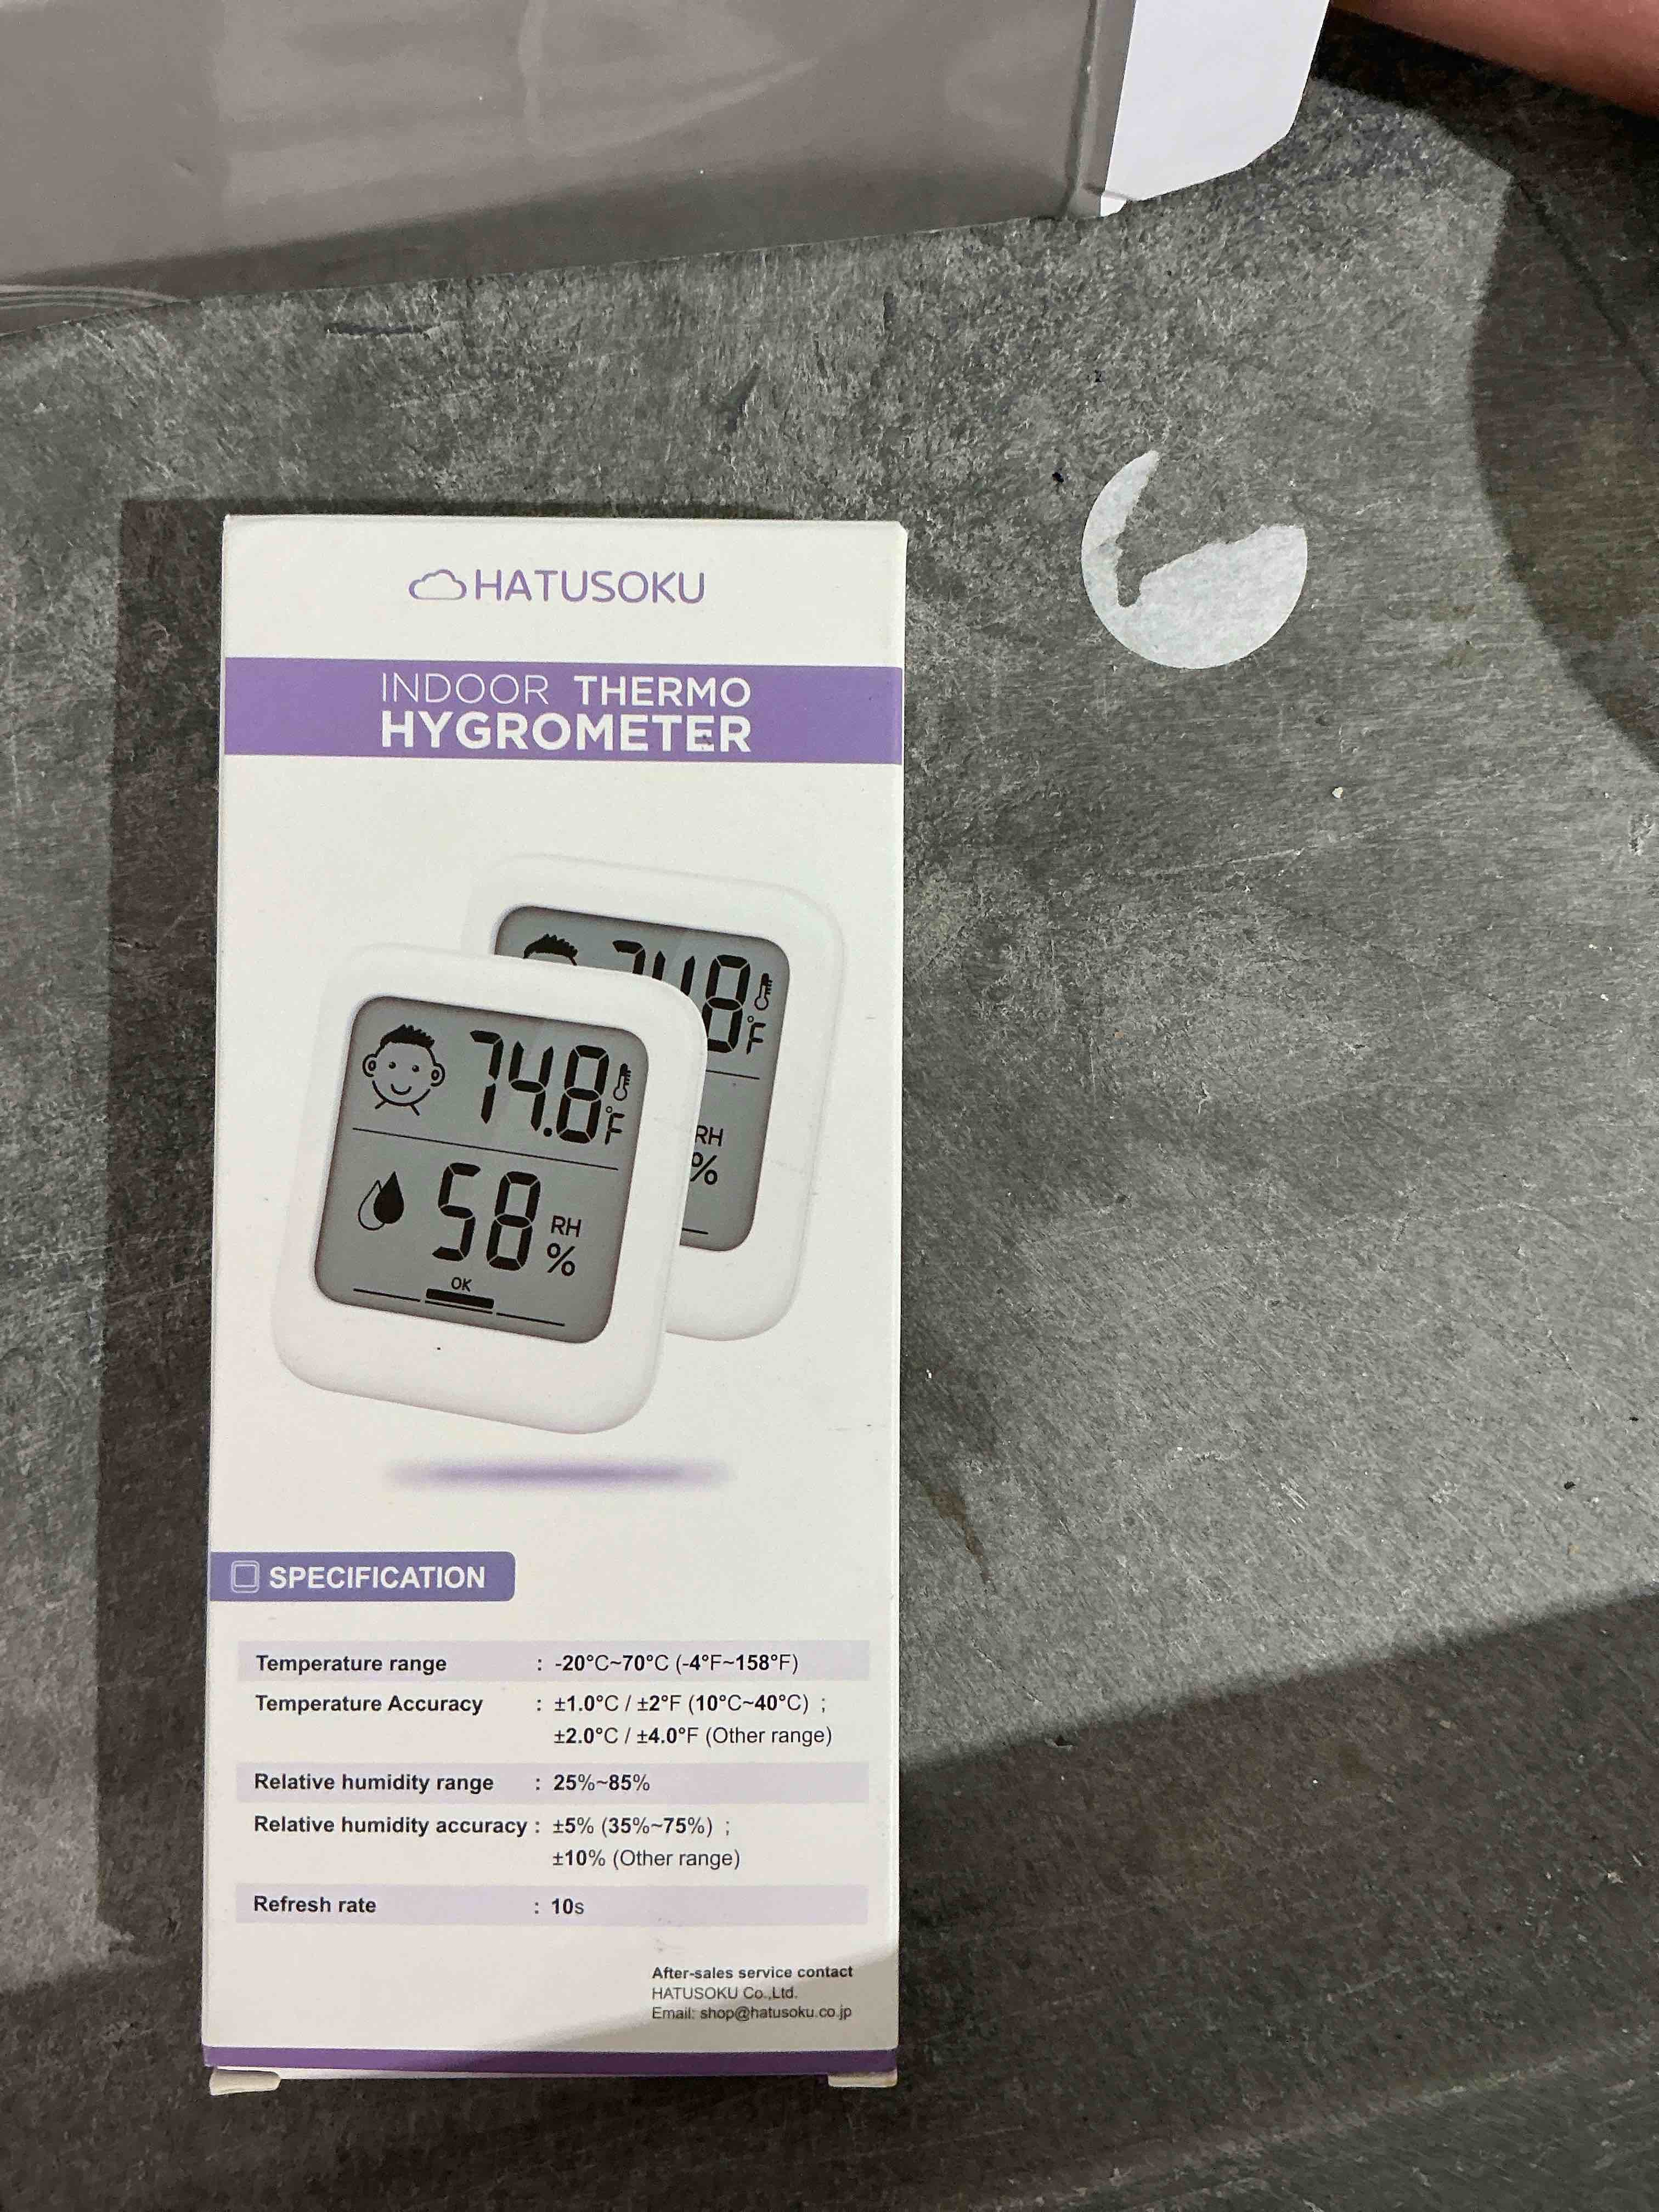 HATUSOKU
INDOOR THERMO
HYGROMETER
748
°F
RH
%
74.8
°F
58
RH
%
OK
SPECIFICATION
Temperature range : -20°C~70°C (-4°F~158°F)
Temperature Accuracy : ±1.0°C / ±2°F (10°C~40°C) ;
±2.0°C / ±4.0°F (Other range)
Relative humidity range : 25%~85%
Relative humidity accuracy : ±5% (35%~75%) ;
±10% (Other range)
Refresh rate : 10s
After-sales service contact
HATUSOKU Co.,Ltd.
Email: shop@hatusoku.co.jp